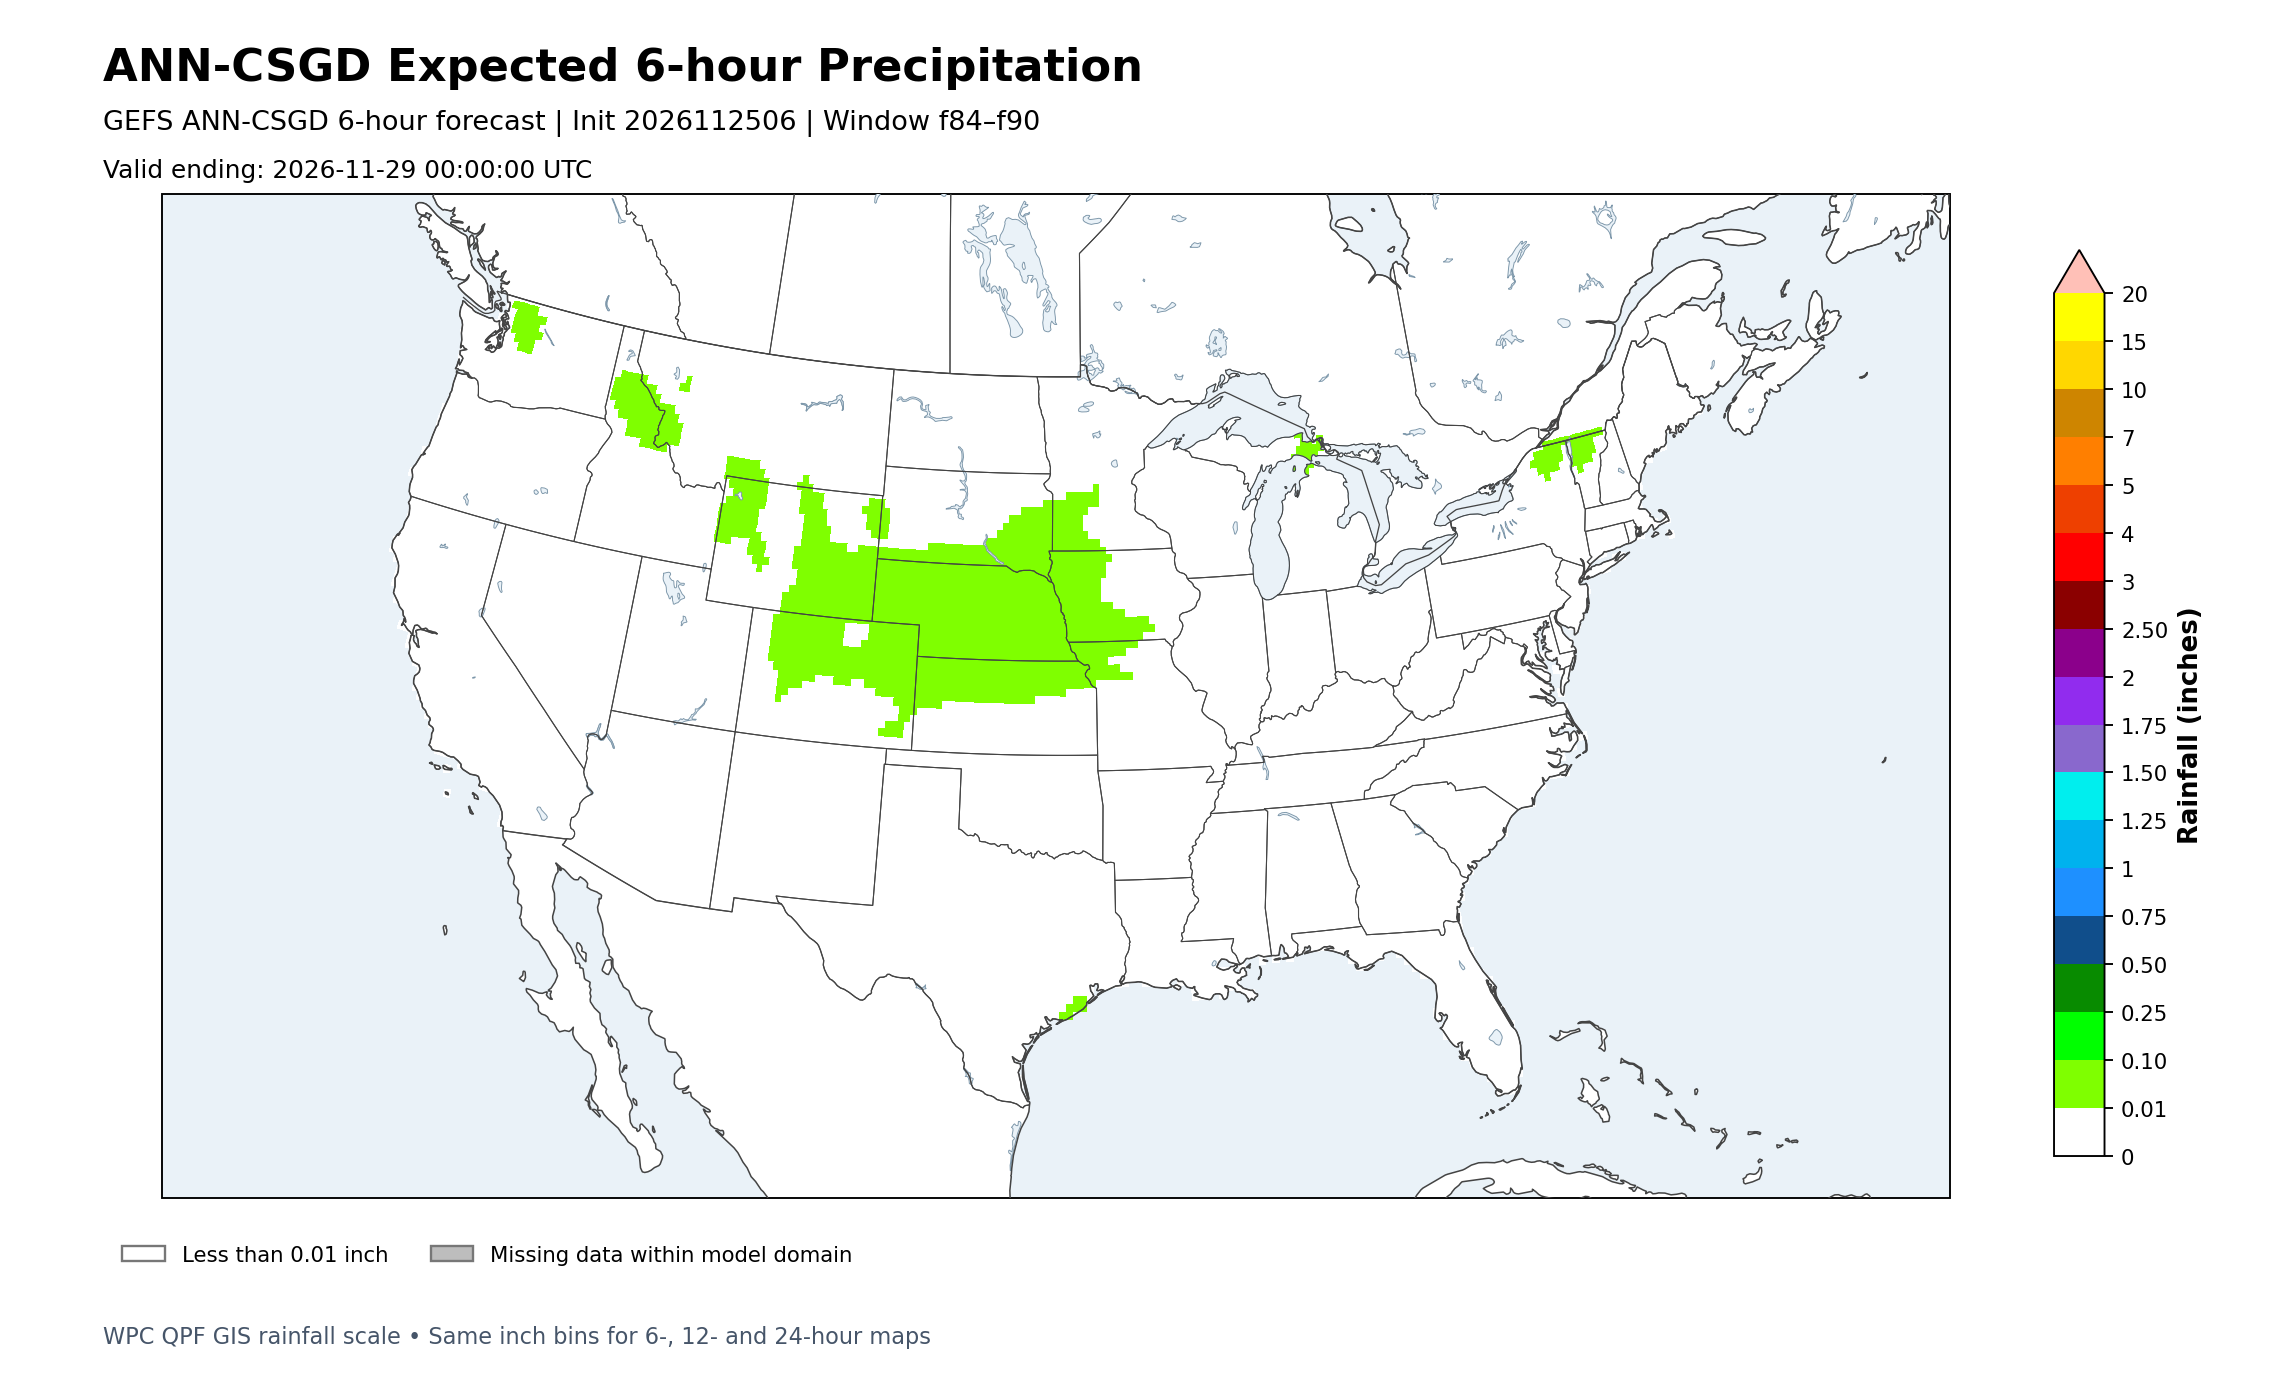 ANN-CSGD Expected 6-hour Precipitation
GEFS ANN-CSGD 6-hour forecast | Init 2026112506 | Window f84–f90
Valid ending: 2026-11-29 00:00:00 UTC
20
15
10
7
5
4
3
2.50
2
1.75
1.50
1.25
1
0.75
0.50
0.25
0.10
0.01
0
Rainfall (inches)
Less than 0.01 inch
Missing data within model domain
WPC QPF GIS rainfall scale • Same inch bins for 6-, 12- and 24-hour maps